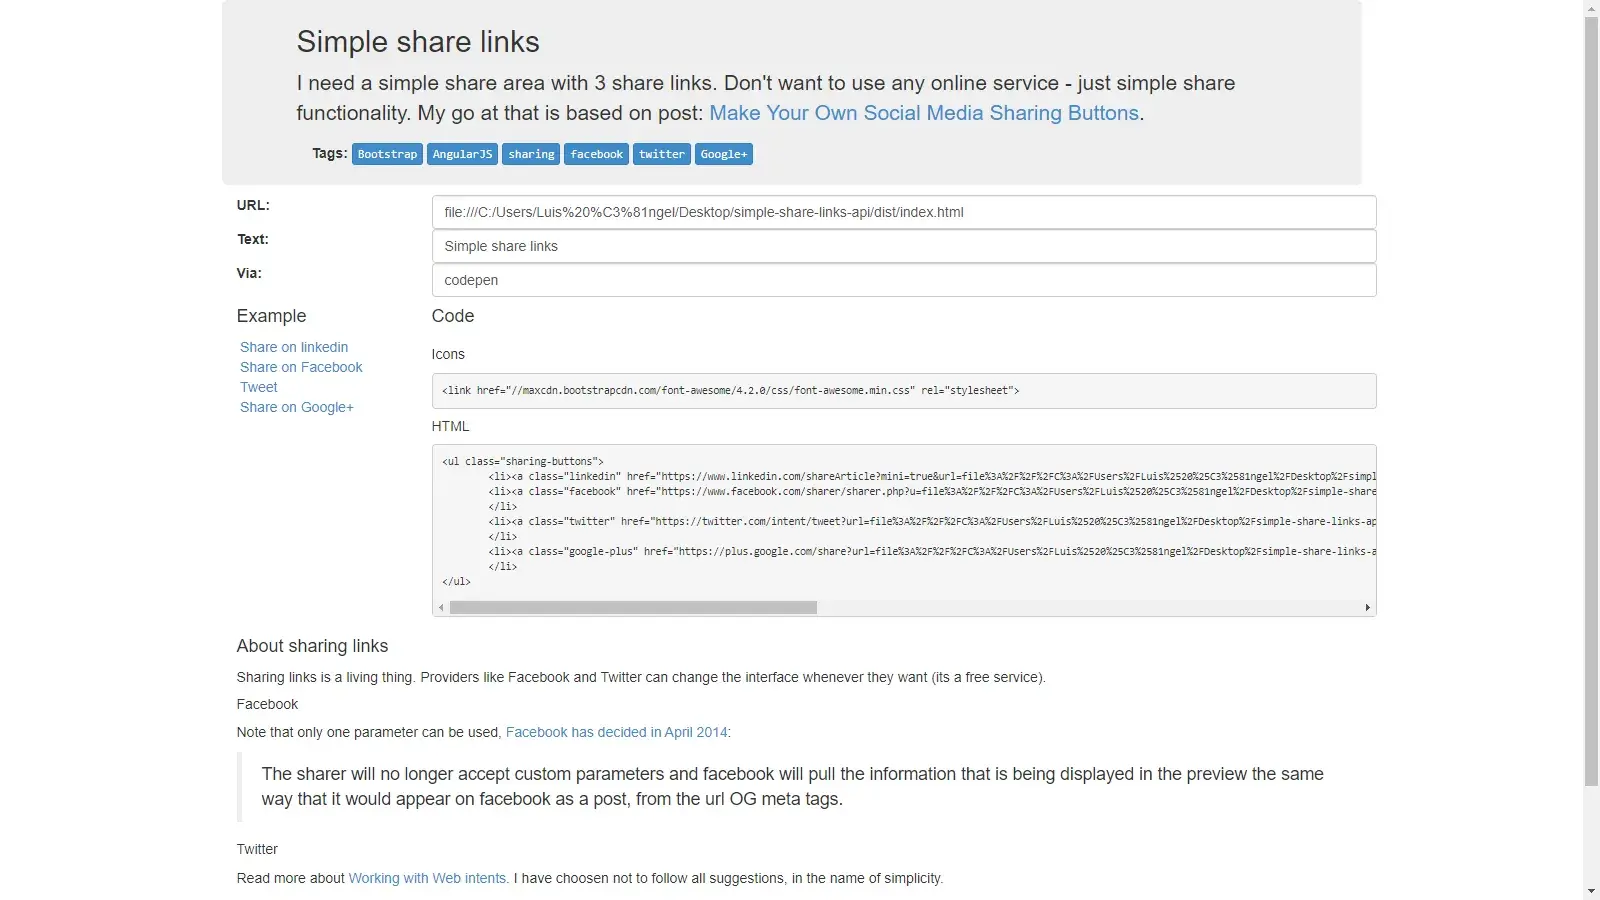 Simple share links
I need a simple share area with 3 share links. Don't want to use any online service - just simple share
functionality. My go at that is based on post: Make Your Own Social Media Sharing Buttons.
Tags: Bootstrap AngularJS sharing facebook twitter Google+
URL: file:///C:/Users/Luis%20%C3%81ngel/Desktop/simple-share-links-api/dist/index.html
Text: Simple share links
Via: codepen
Example
Share on linkedin
Share on Facebook
Tweet
Share on Google+
Code
Icons
<link href="//maxcdn.bootstrapcdn.com/font-awesome/4.2.0/css/font-awesome.min.css" rel="stylesheet">
HTML
<ul class="sharing-buttons">
<li><a class="linkedin" href="https://www.linkedin.com/shareArticle?mini=true&url=file%3A%2F%2F%2FC%3A%2FUsers%2FLuis%2520%25C3%2581ngel%2FDesktop%2Fsimpl
<li><a class="facebook" href="https://www.facebook.com/sharer/sharer.php?u=file%3A%2F%2F%2FC%3A%2FUsers%2FLuis%2520%25C3%2581ngel%2FDesktop%2Fsimple-share
</li>
<li><a class="twitter" href="https://twitter.com/intent/tweet?url=file%3A%2F%2F%2FC%3A%2FUsers%2FLuis%2520%25C3%2581ngel%2FDesktop%2Fsimple-share-links-ap
</li>
<li><a class="google-plus" href="https://plus.google.com/share?url=file%3A%2F%2F%2FC%3A%2FUsers%2FLuis%2520%25C3%2581ngel%2FDesktop%2Fsimple-share-links-a
</li>
</ul>
About sharing links
Sharing links is a living thing. Providers like Facebook and Twitter can change the interface whenever they want (its a free service).
Facebook
Note that only one parameter can be used, Facebook has decided in April 2014:
The sharer will no longer accept custom parameters and facebook will pull the information that is being displayed in the preview the same
way that it would appear on facebook as a post, from the url OG meta tags.
Twitter
Read more about Working with Web intents. I have choosen not to follow all suggestions, in the name of simplicity.